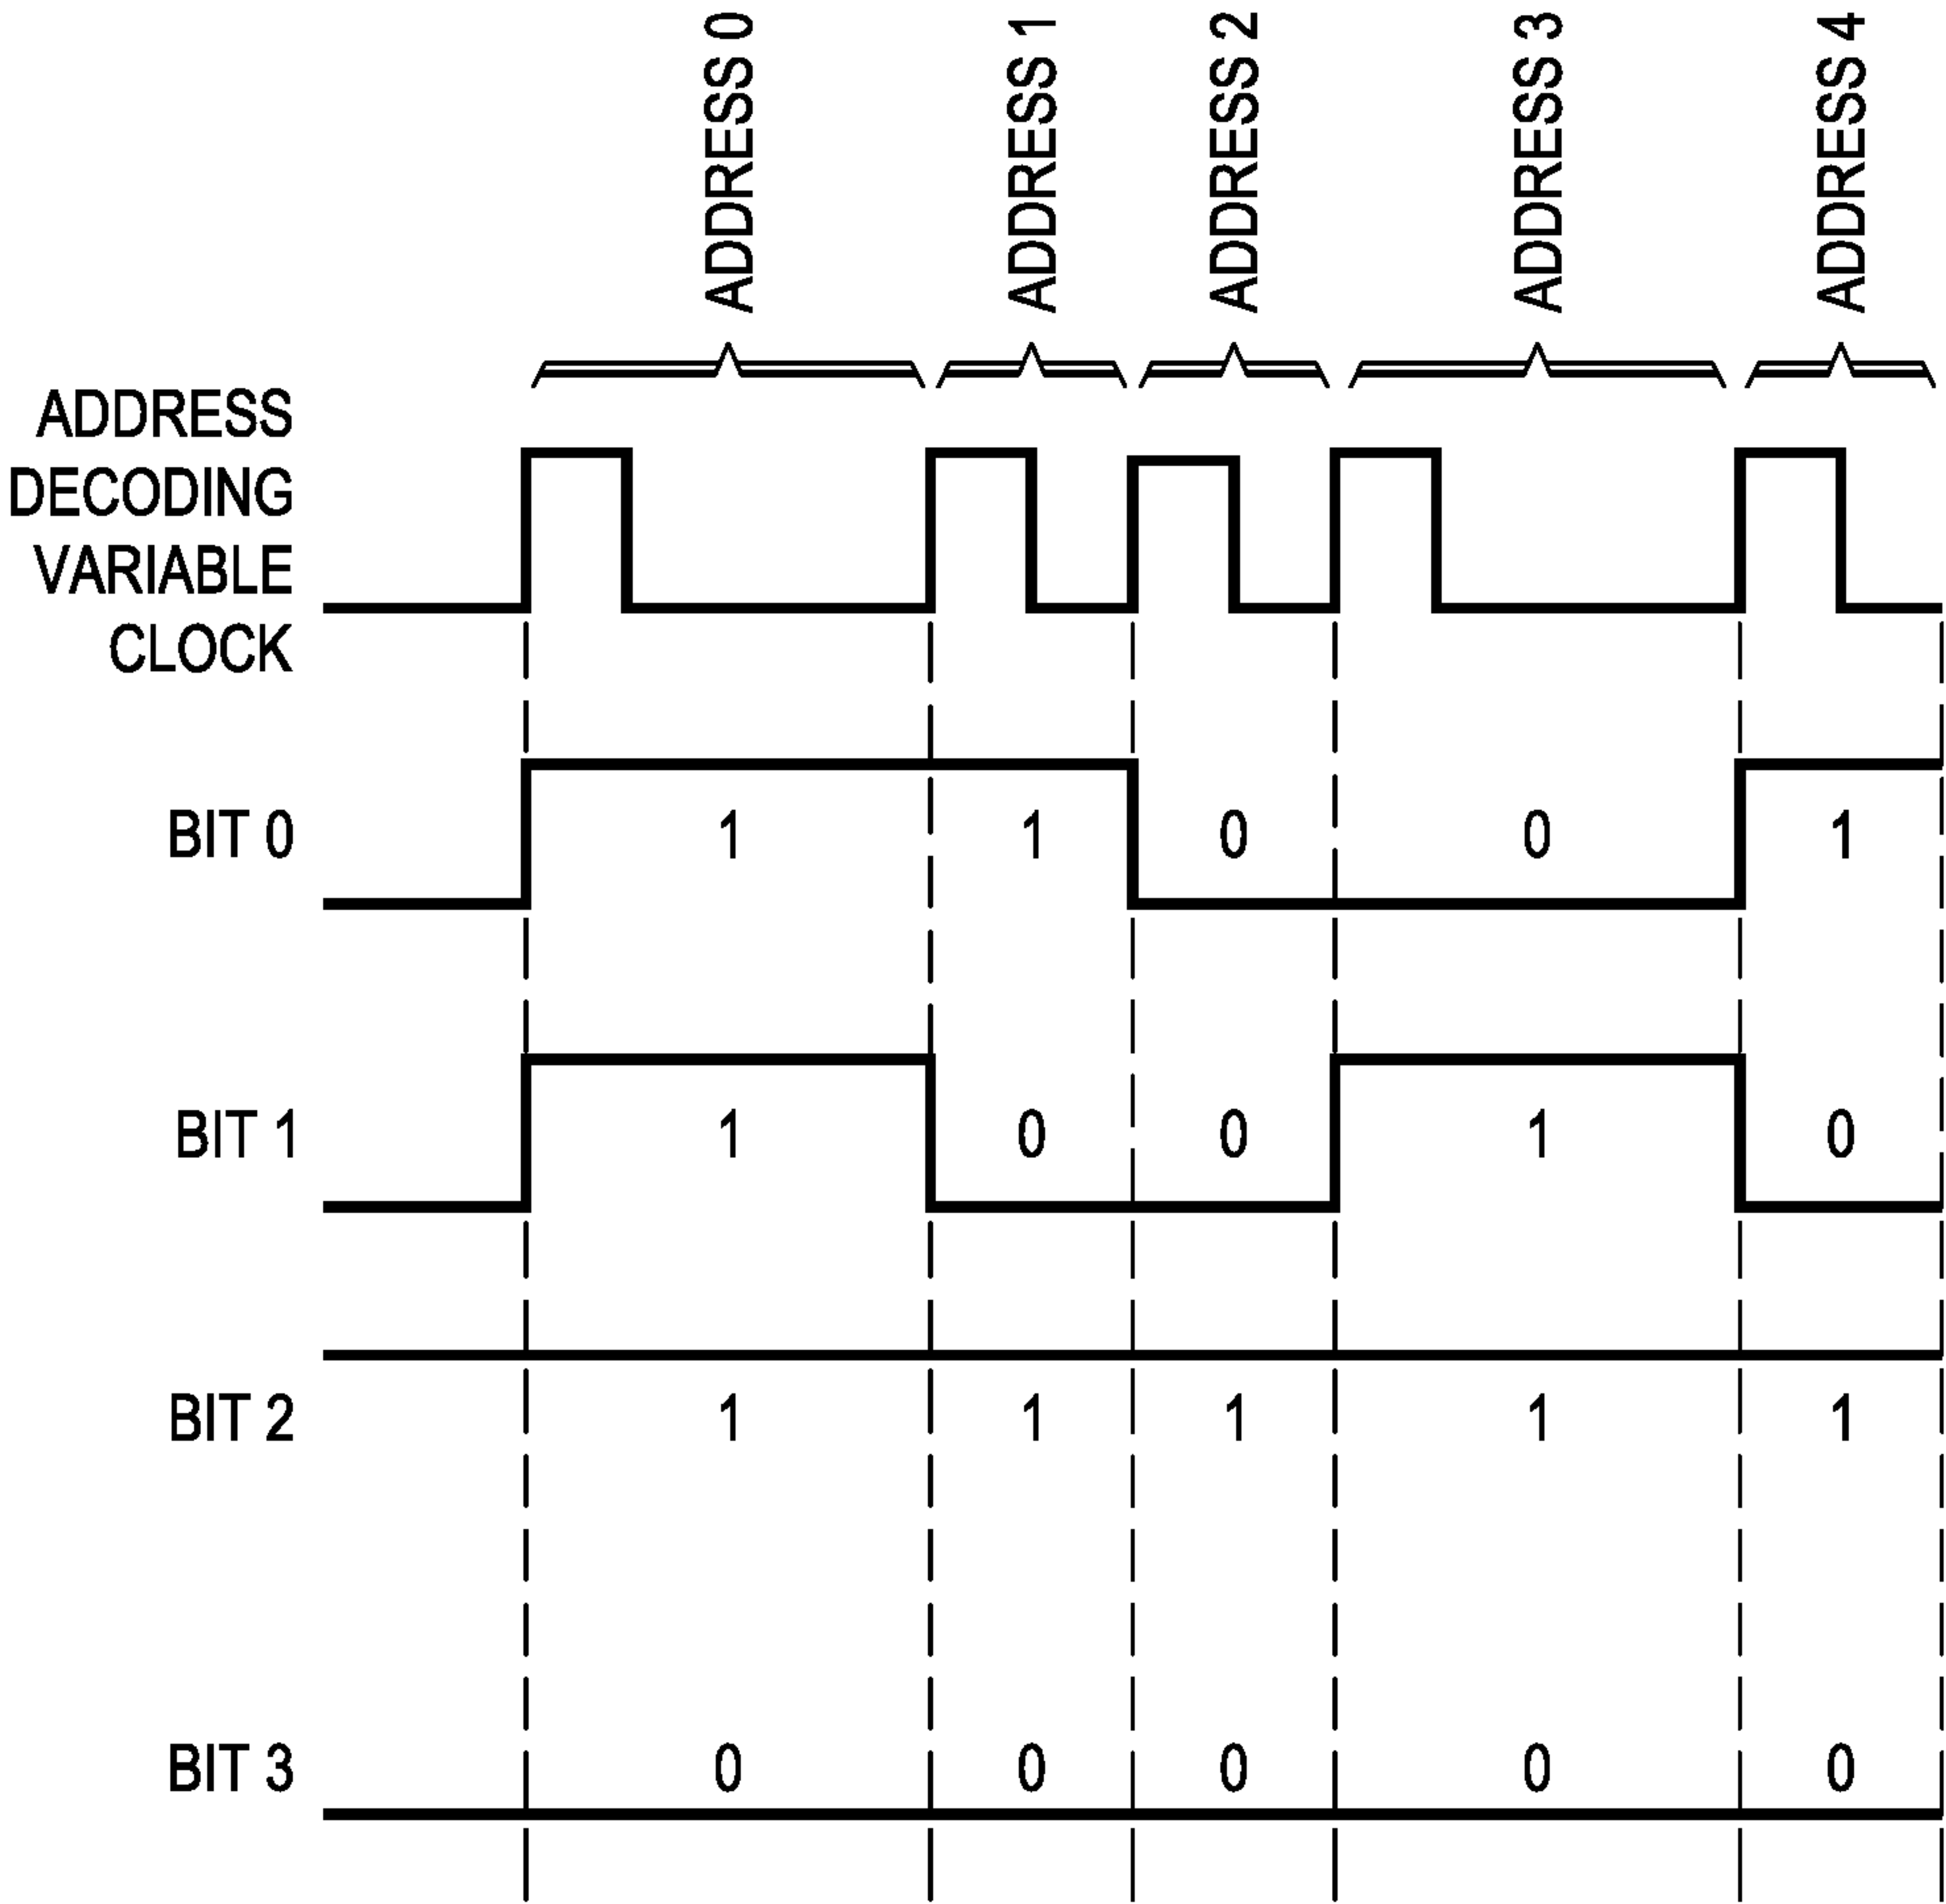 ADDRESS 0
ADDRESS 1
ADDRESS 2
ADDRESS 3
ADDRESS 4
ADDRESS
DECODING
VARIABLE
CLOCK
BIT 0 1 1 0 0 1
BIT 1 1 0 0 1 0
BIT 2 1 1 1 1 1
BIT 3 0 0 0 0 0